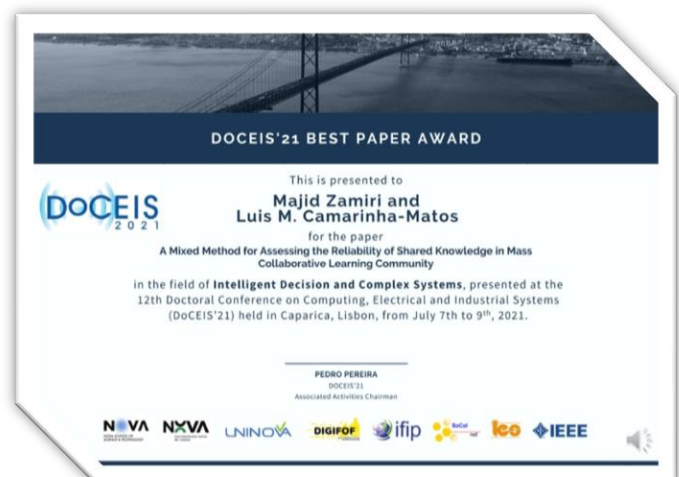 DOCEIS'21 BEST PAPER AWARD
This is presented to
DoCEIS
2021
Majid Zamiri and
Luis M. Camarinha-Matos
for the paper
A Mixed Method for Assessing the Reliability of Shared Knowledge in Mass
Collaborative Learning Community
in the field of Intelligent Decision and Complex Systems, presented at the
12th Doctoral Conference on Computing, Electrical and Industrial Systems
(DoCEIS'21) held in Caparica, Lisbon, from July 7th to 9th, 2021.
PEDRO PEREIRA
DOCEIS'21
Associated Activities Chairman
NOVA
NOVA
UNINOVA
DIGIFOF
ifip
SoCol
net
IEEE